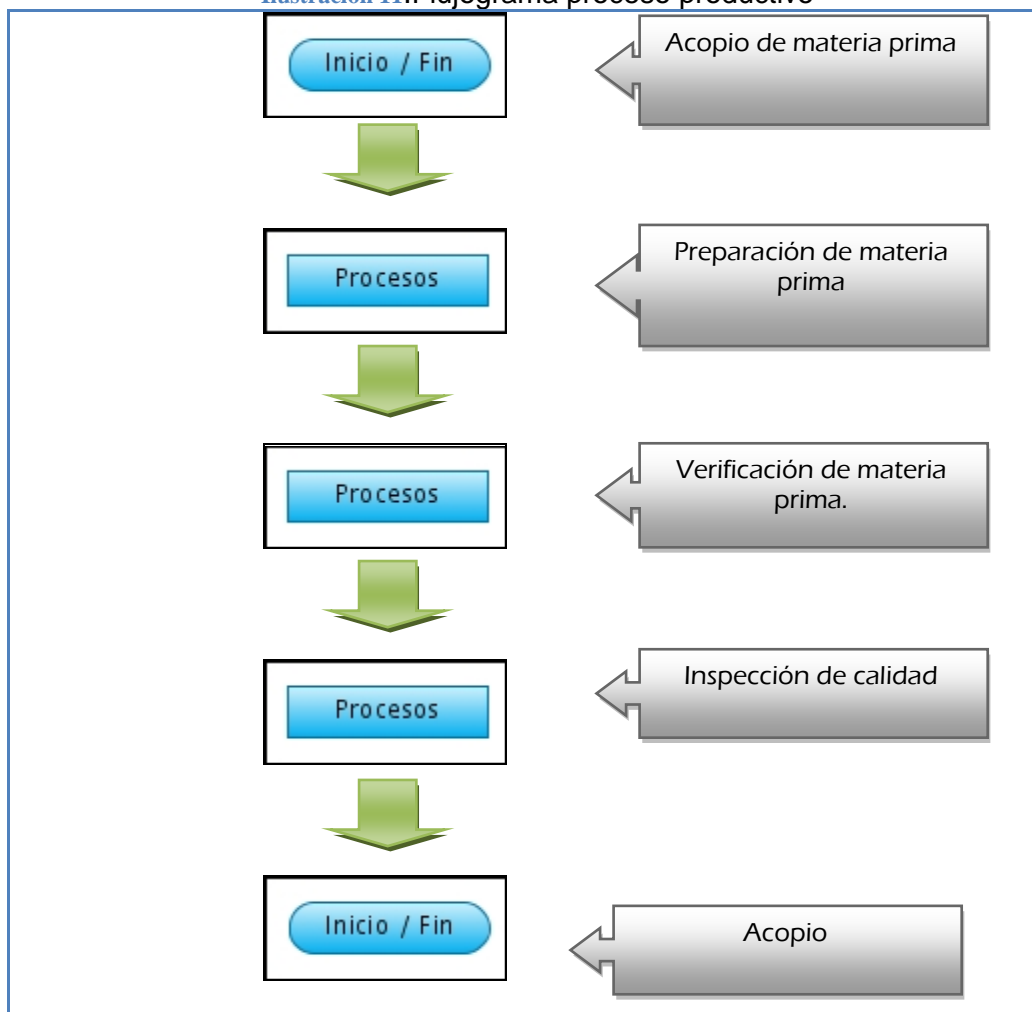 Ilustración 11.Flujograma proceso productivo
Inicio / Fin
Acopio de materia prima
Procesos
Preparación de materia
prima
Procesos
Verificación de materia
prima.
Procesos
Inspección de calidad
Inicio / Fin
Acopio